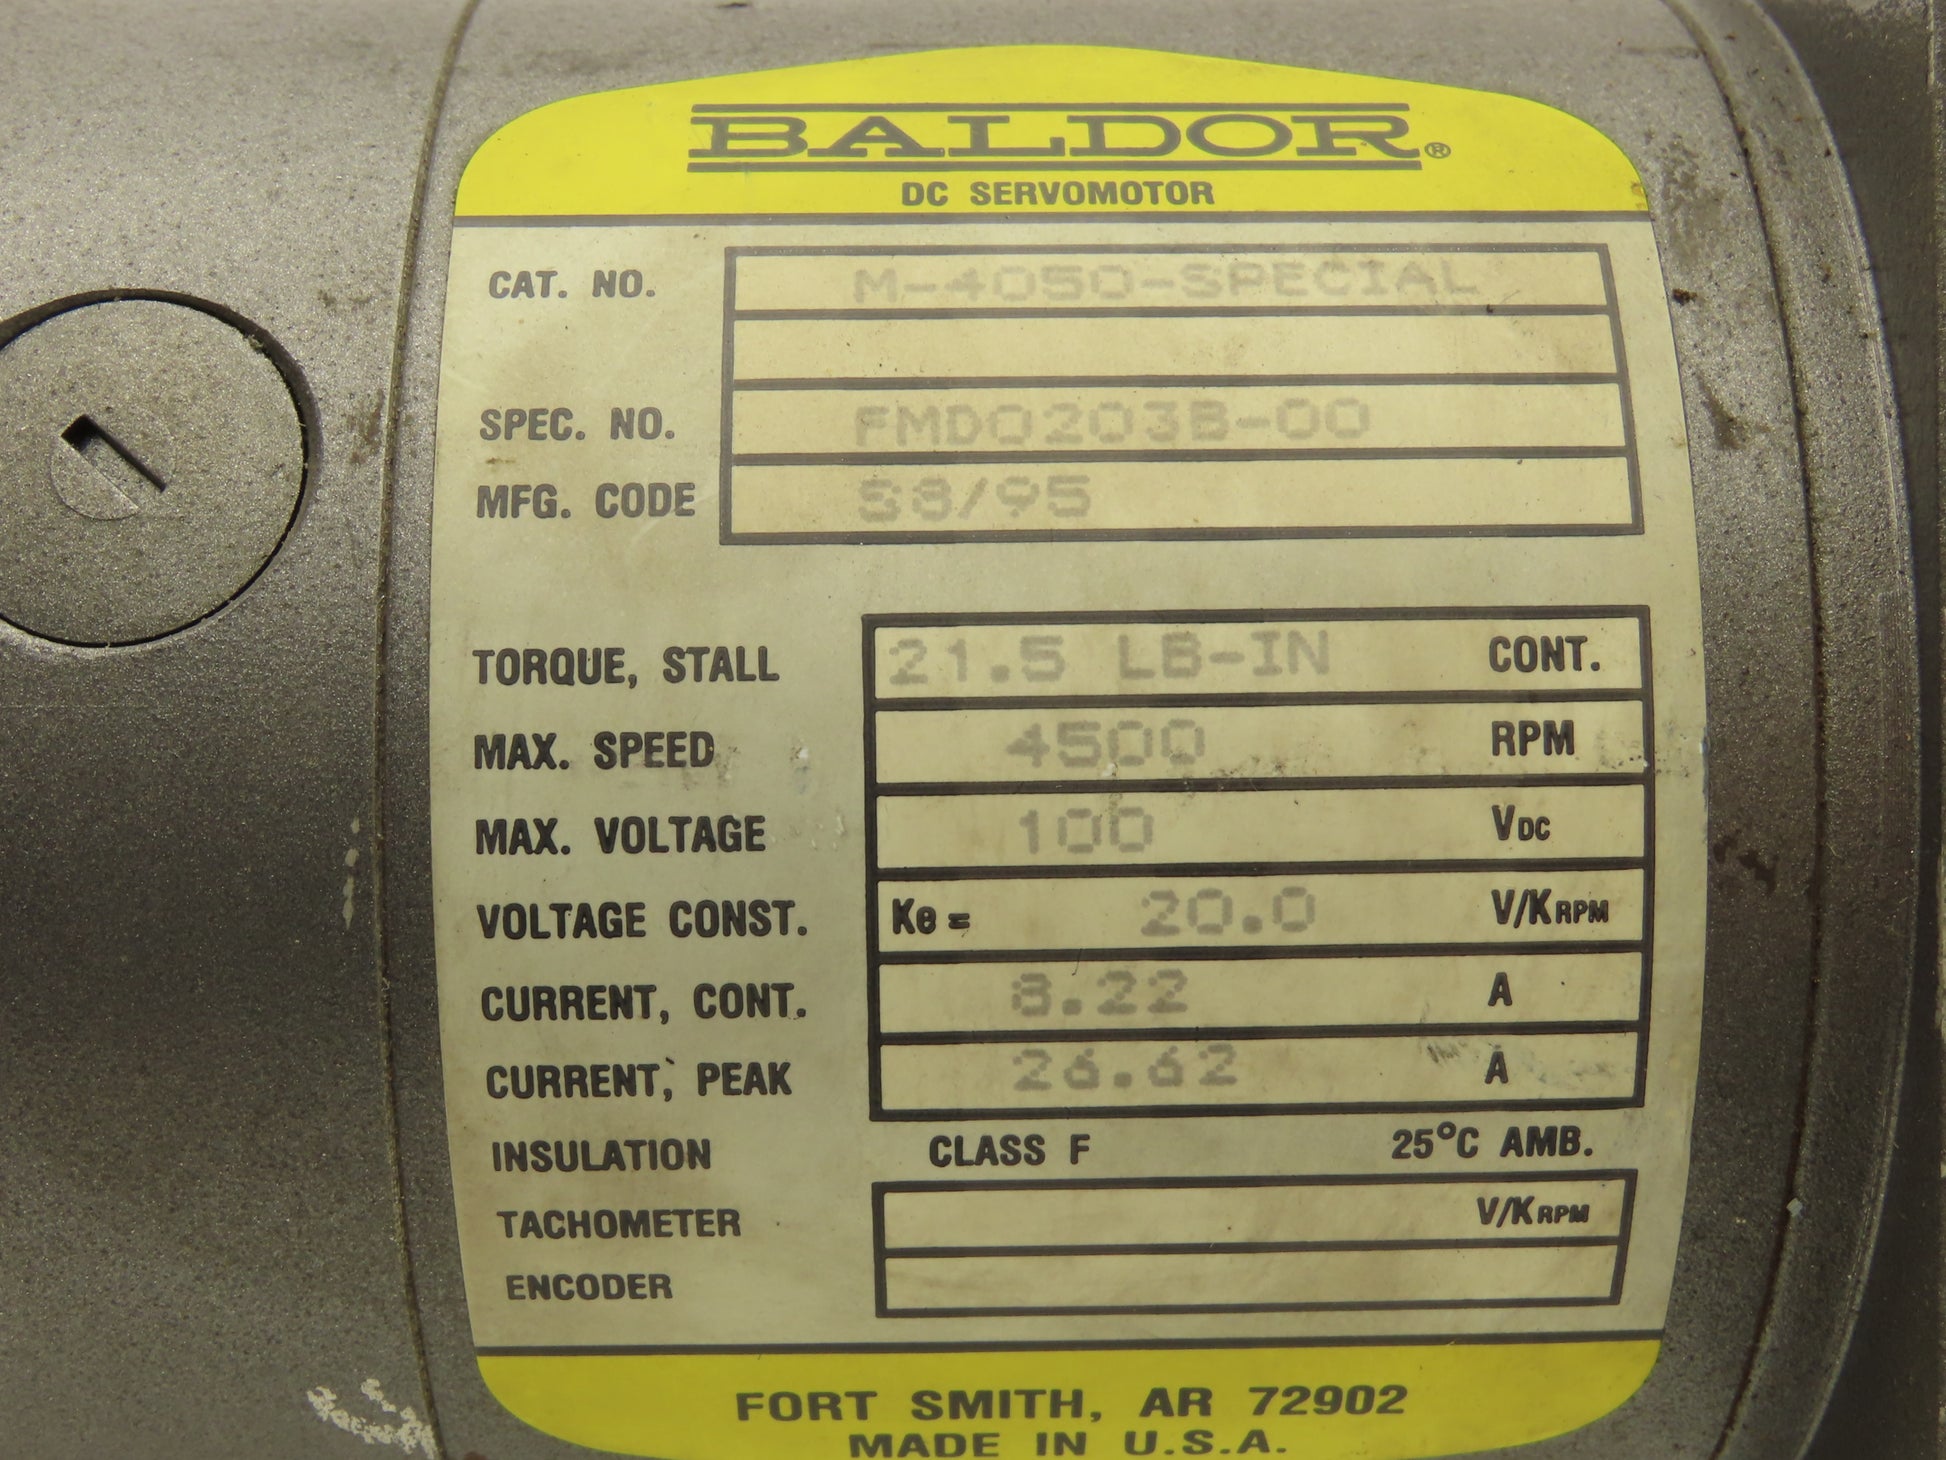 BALDOR®
DC SERVOMOTOR
CAT. NO. M-4050-SPECIAL
SPEC. NO. FMD0203B-00
MFG. CODE S8/95
TORQUE, STALL 21.5 LB-IN CONT.
MAX. SPEED 4500 RPM
MAX. VOLTAGE 100 VDC
VOLTAGE CONST. Ke = 20.0 V/KRPM
CURRENT, CONT. 8.22 A
CURRENT, PEAK 26.62 A
INSULATION CLASS F 25°C AMB.
TACHOMETER V/KRPM
ENCODER
FORT SMITH, AR 72902
MADE IN U.S.A.